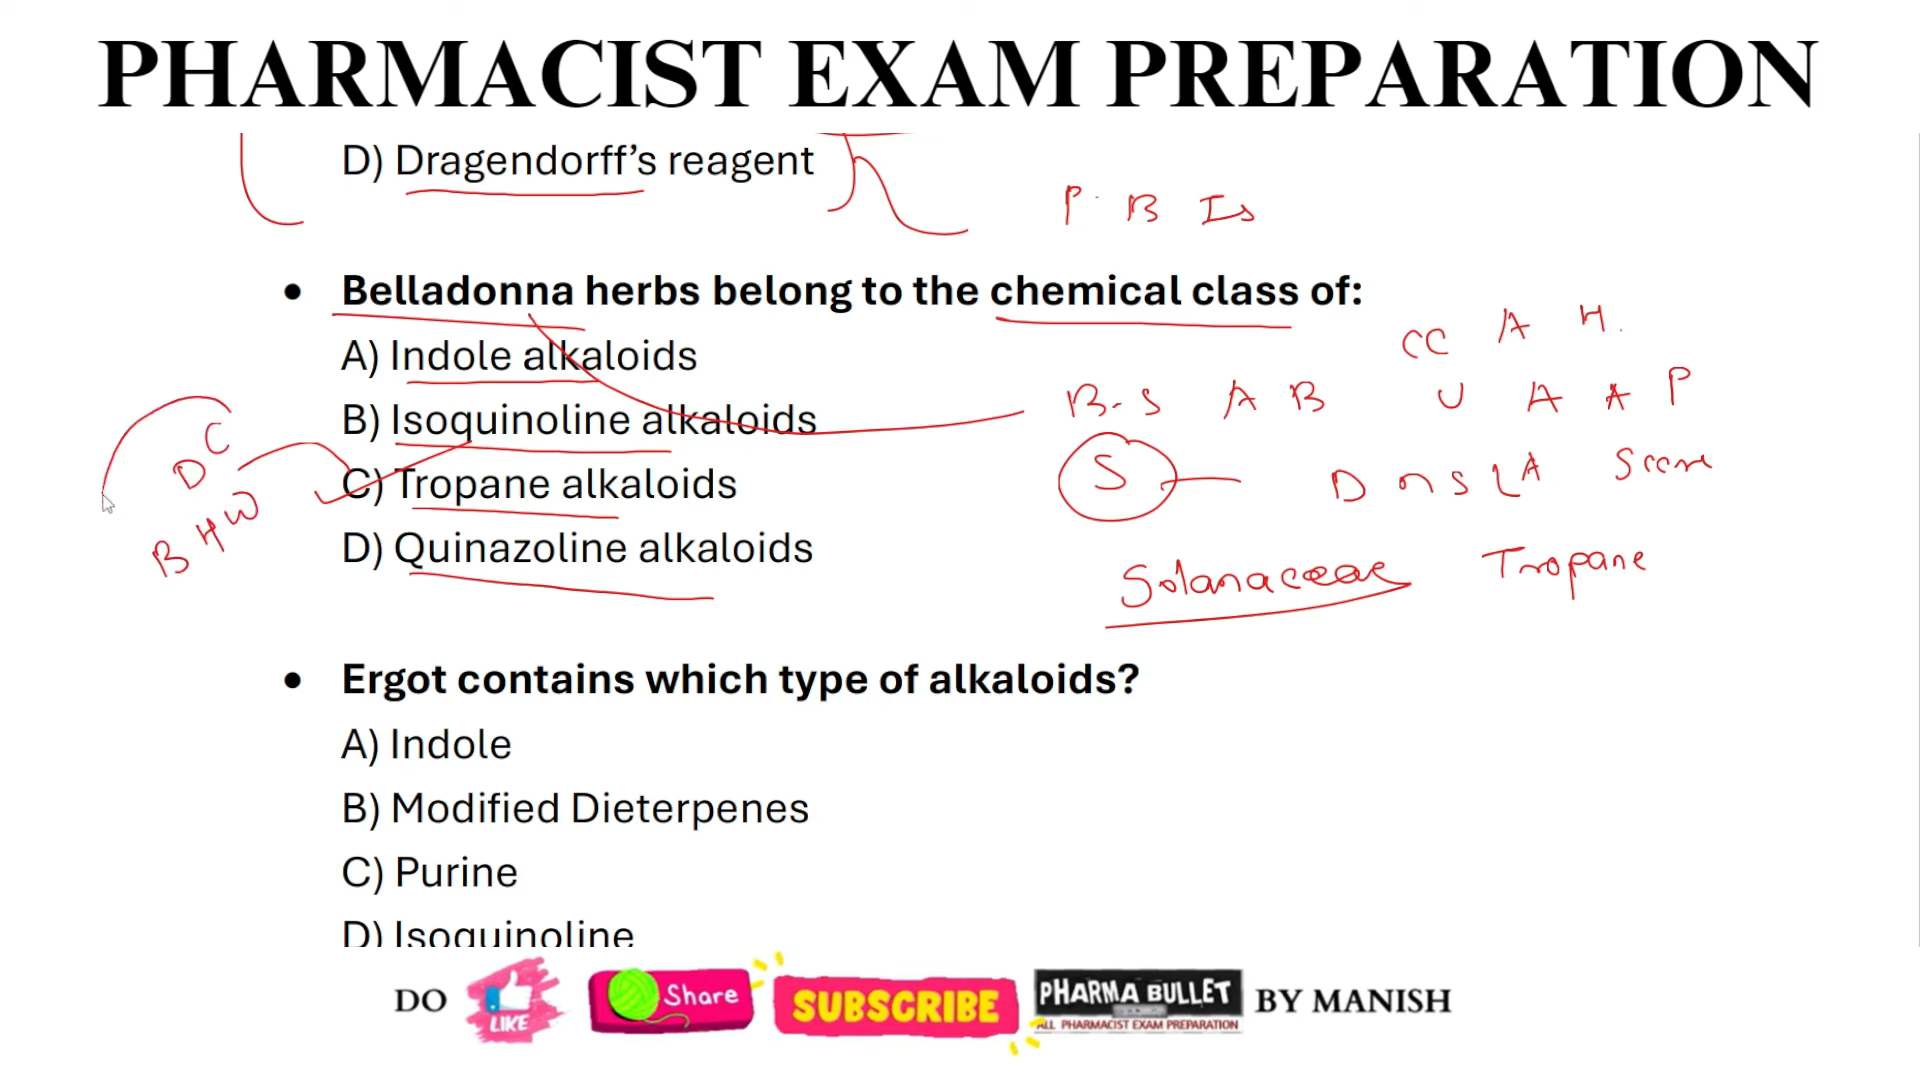 PHARMACIST EXAM PREPARATION
D) Dragendorff’s reagent
P. B Is
• Belladonna herbs belong to the chemical class of:
A) Indole alkaloids
CC A H.
B) Isoquinoline alkaloids
B-S A B U A A P
D C
C) Tropane alkaloids
S
B H W
D) Quinazoline alkaloids
Solanaceae Tropane
• Ergot contains which type of alkaloids?
A) Indole
B) Modified Dieterpenes
C) Purine
D) Isoquinoline
DO LIKE Share SUBSCRIBE PHARMA BULLET BY MANISH
ALL PHARMACIST EXAM PREPARATION